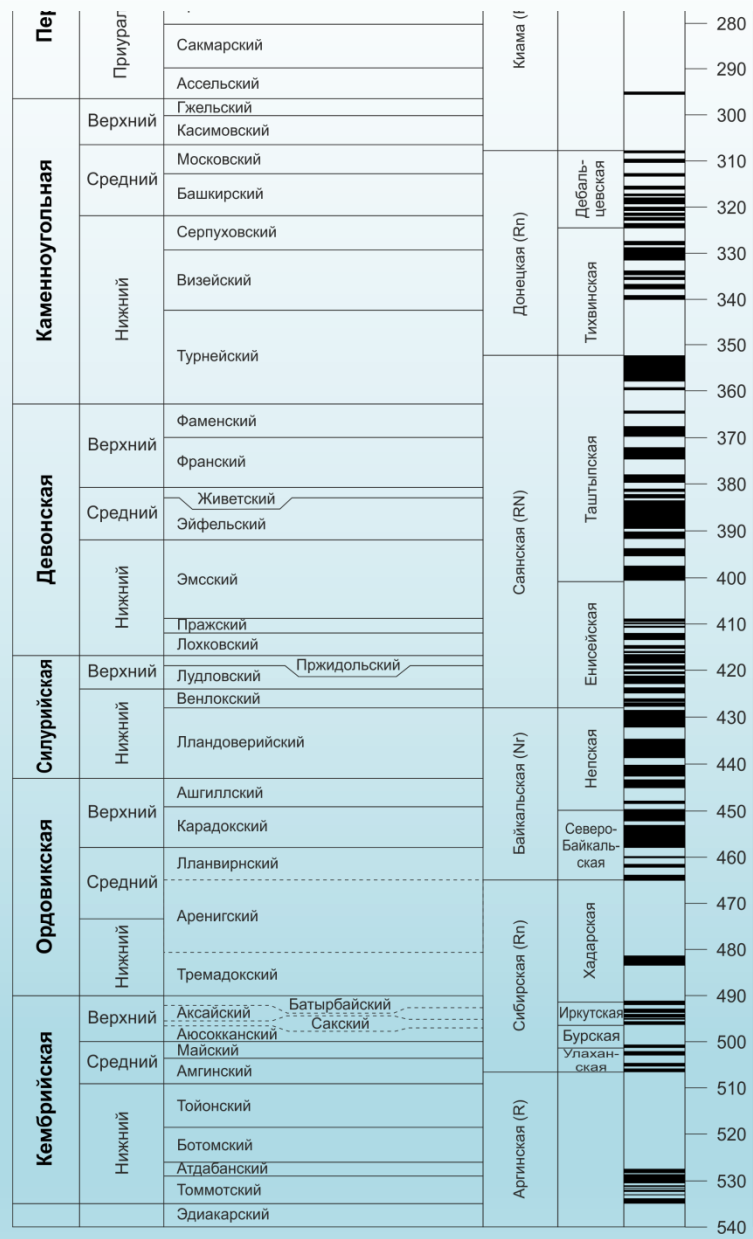 Пер
Приурал
Сакмарский
Ассельский
Киама (
Каменноугольная
Верхний
Гжельский
Касимовский
Средний
Московский
Башкирский
Нижний
Серпуховский
Визейский
Турнейский
Донецкая (Rn)
Дебаль-
цевская
Тихвинская
Девонская
Верхний
Фаменский
Франский
Средний
Живетский
Эйфельский
Нижний
Эмсский
Пражский
Лохковский
Саянская (RN)
Таштыпская
Енисейская
Силурийская
Верхний
Пржидольский
Лудловский
Нижний
Венлокский
Лландоверийский
Байкальская (Nr)
Непская
Северо-
Байкаль-
ская
Ордовикская
Верхний
Ашгиллский
Карадокский
Средний
Лланвирнский
Аренигский
Нижний
Тремадокский
Сибирская (Rn)
Хадарская
Иркутская
Бурская
Улахан-
ская
Кембрийская
Верхний
Батырбайский
Аксайский
Сакский
Аюсокканский
Средний
Майский
Амгинский
Нижний
Тойонский
Ботомский
Атдабанский
Томмотский
Эдиакарский
Аргинская (R)
280
290
300
310
320
330
340
350
360
370
380
390
400
410
420
430
440
450
460
470
480
490
500
510
520
530
540